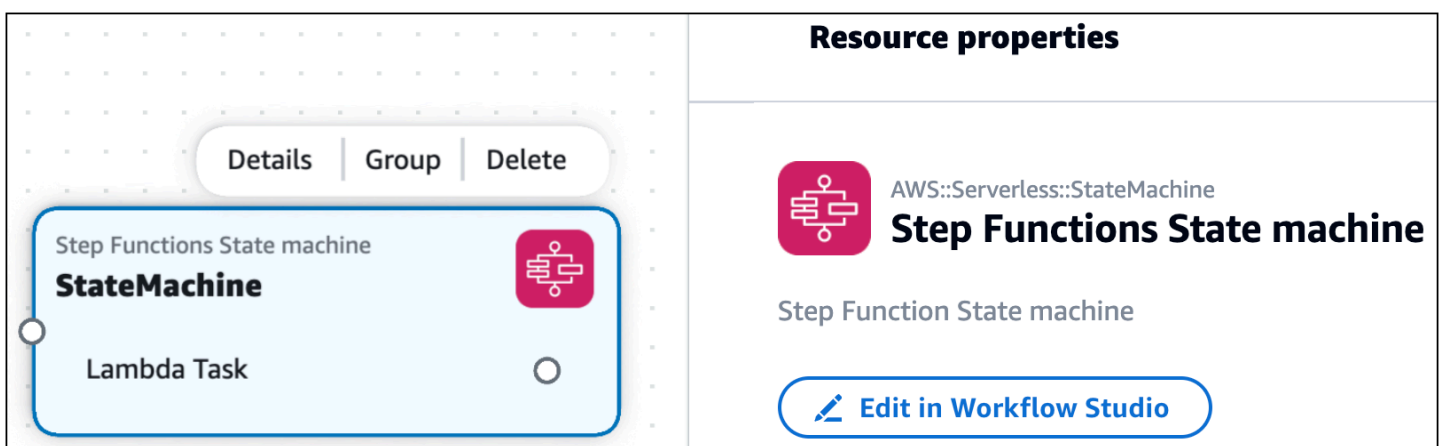 Details
Group
Delete
Step Functions State machine
StateMachine
Lambda Task
Resource properties
AWS::Serverless::StateMachine
Step Functions State machine
Step Function State machine
Edit in Workflow Studio